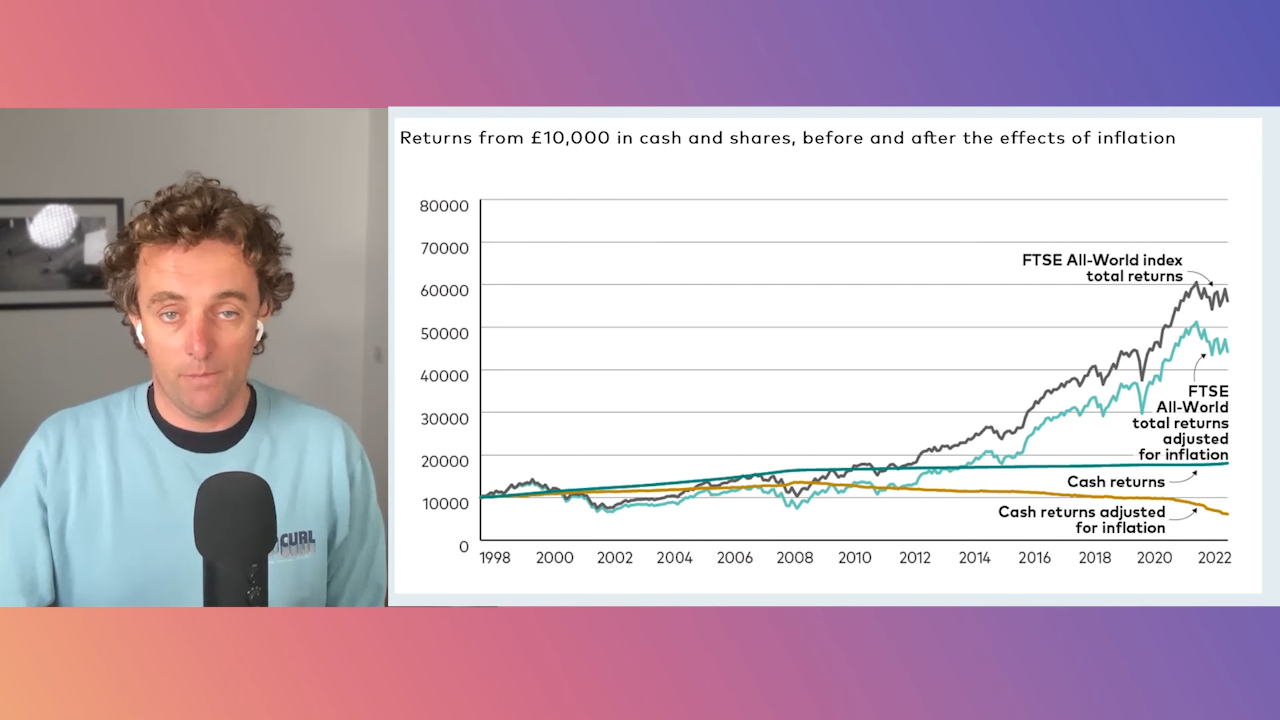 Returns from £10,000 in cash and shares, before and after the effects of inflation
80000
70000
60000
50000
40000
30000
20000
10000
0
FTSE All-World index
total returns
FTSE
All-World
total returns
adjusted
for inflation
Cash returns
Cash returns adjusted
for inflation
1998 2000 2002 2004 2006 2008 2010 2012 2014 2016 2018 2020 2022
CURL